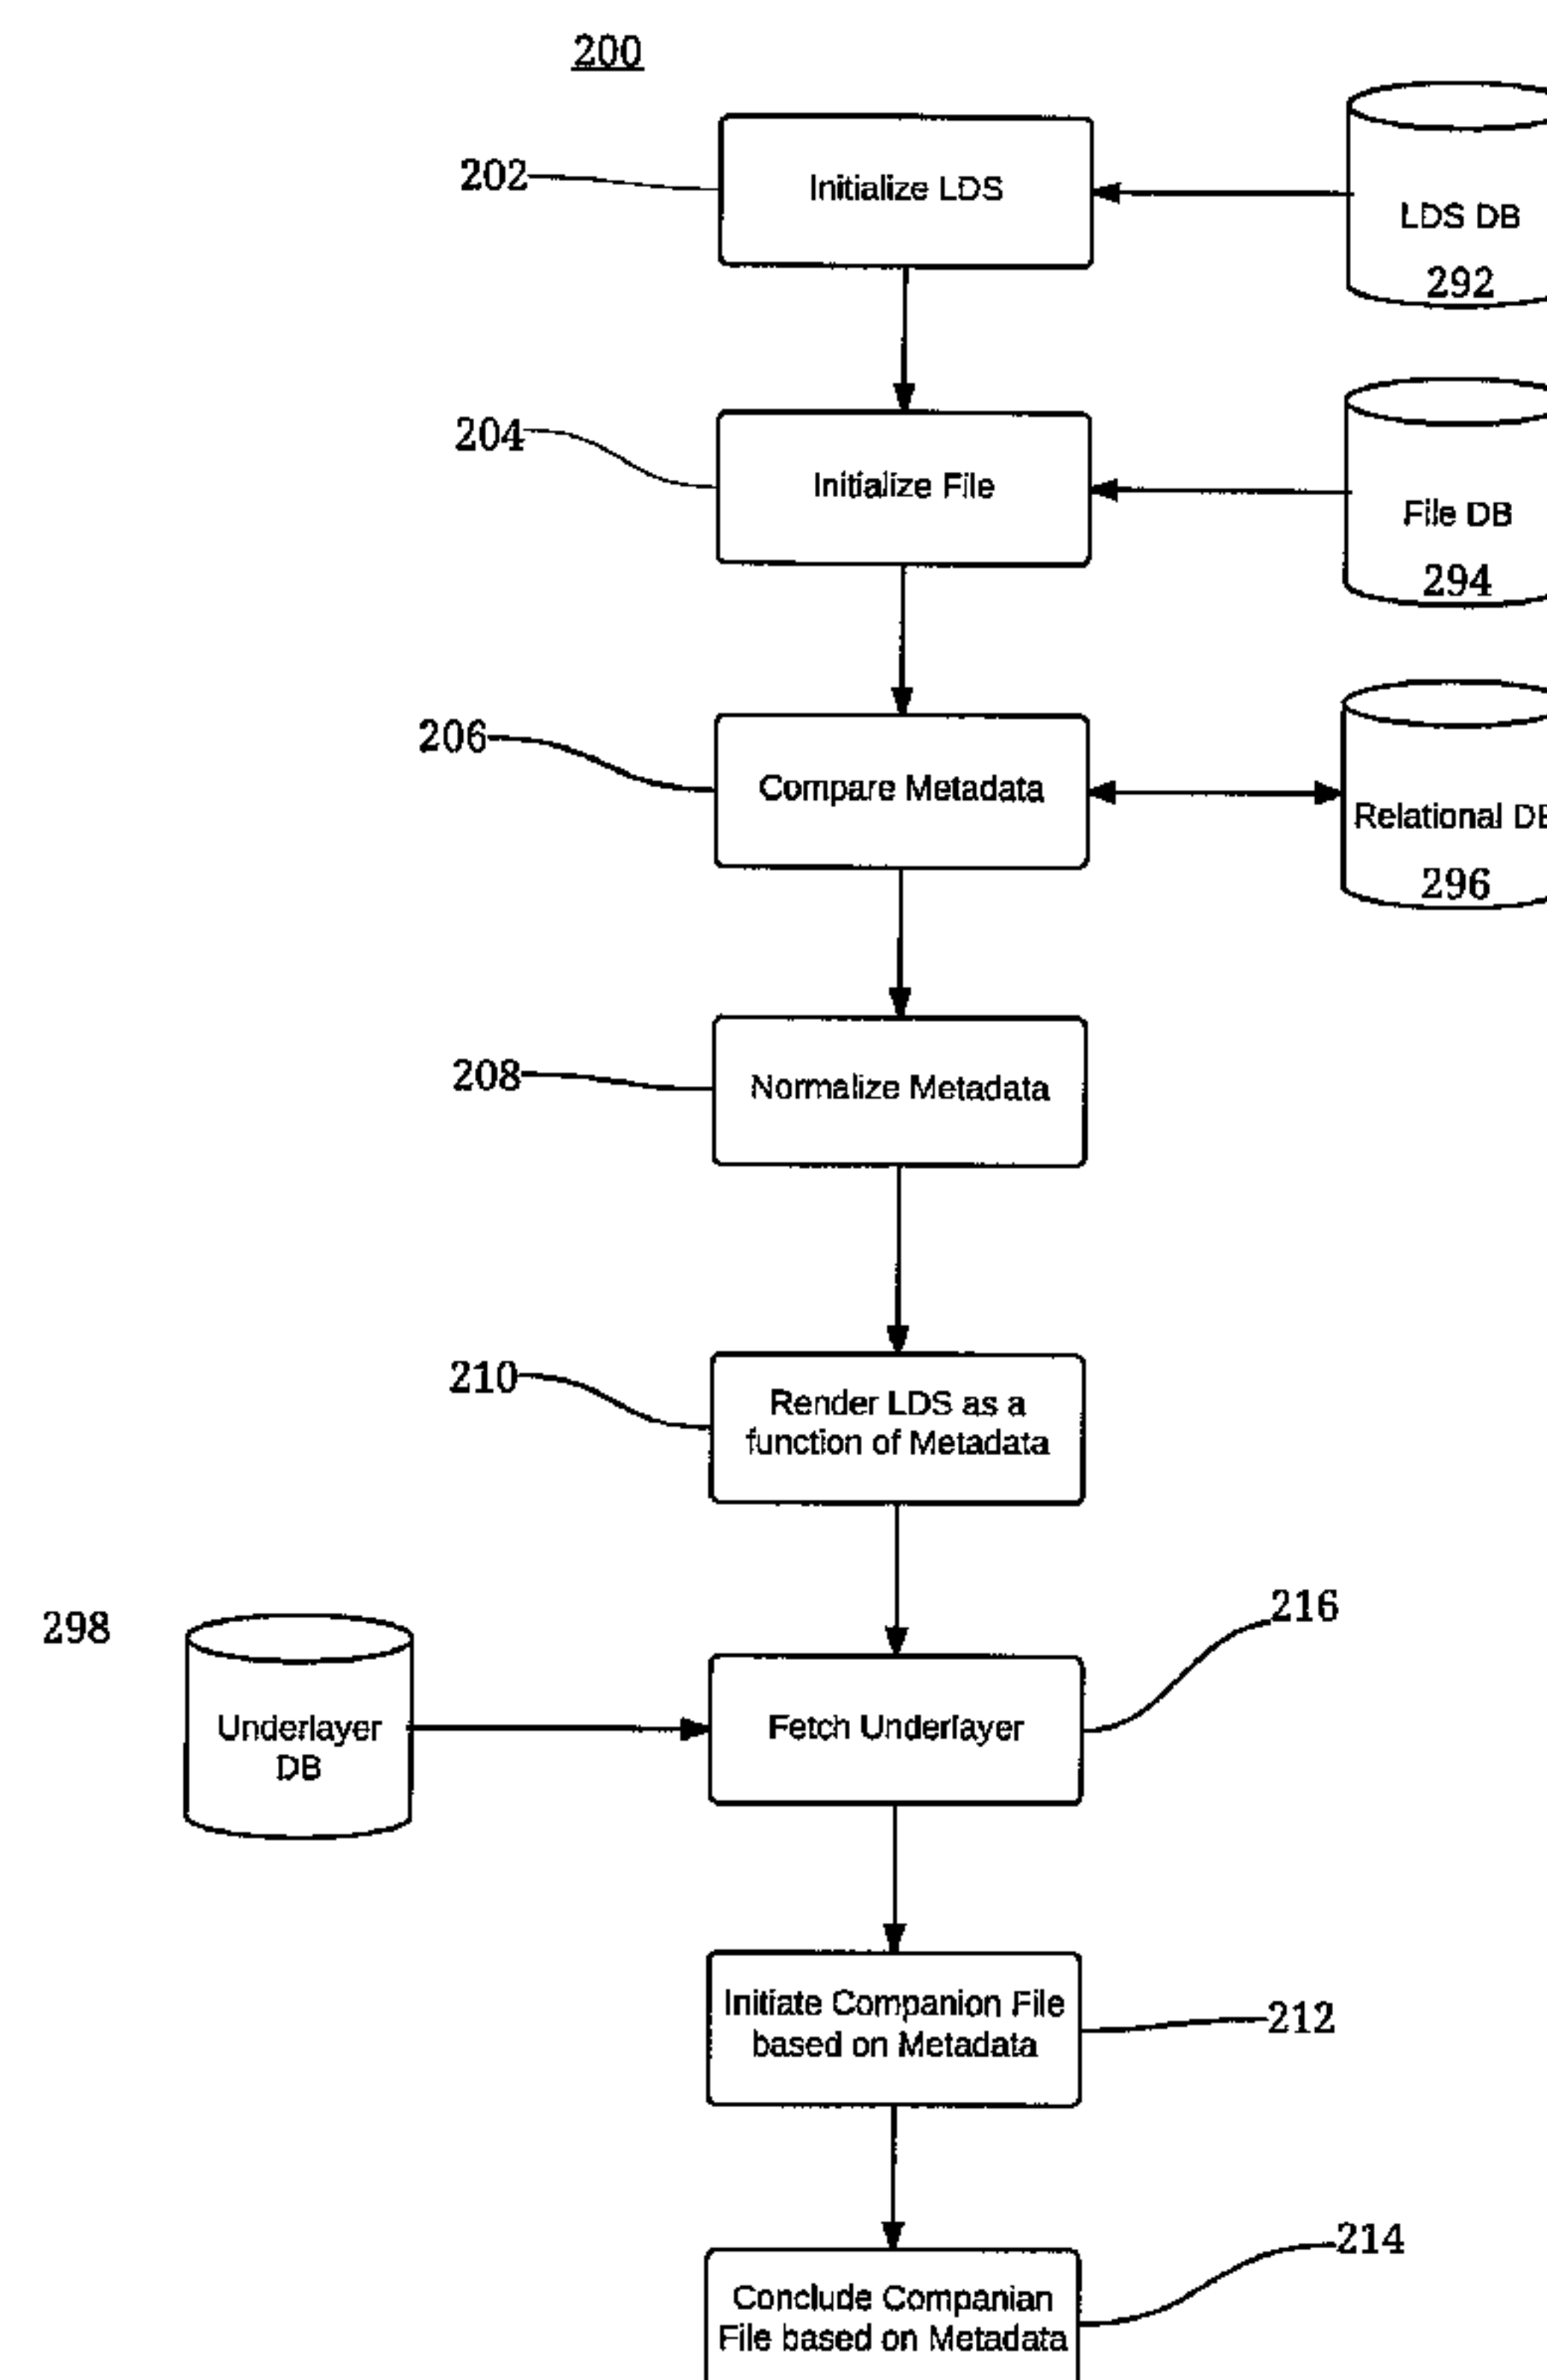 200
202
Initialize LDS
LDS DB
292
204
Initialize File
File DB
294
206
Compare Metadata
Relational DB
296
208
Normalize Metadata
210
Render LDS as a
function of Metadata
298
Underlayer
DB
Fetch Underlayer
216
Initiate Companion File
based on Metadata
212
Conclude Companian
File based on Metadata
214